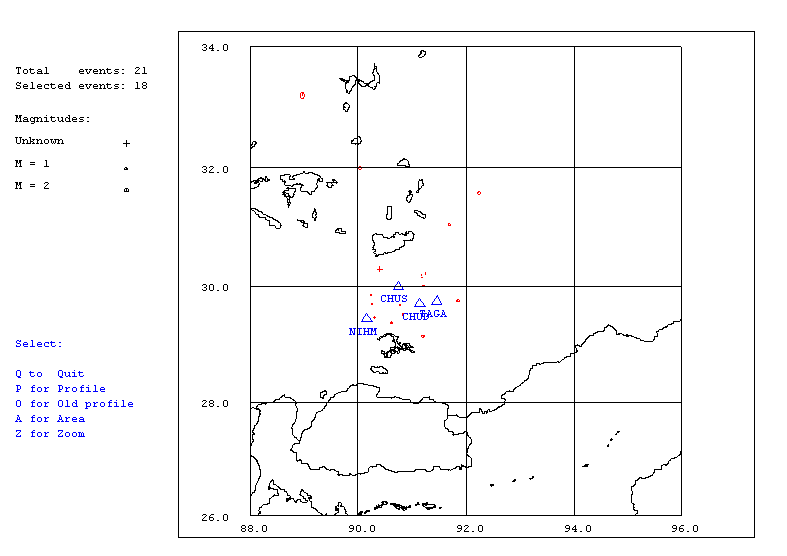 34.0
Total    events: 21
Selected events: 18
Magnitudes:
Unknown
M = 1
M = 2
32.0
30.0
CHUS
CHUD
TAGA
NIHM
Select:
Q to  Quit
P for Profile
O for Old profile
A for Area
Z for Zoom
28.0
26.0
88.0 90.0 92.0 94.0 96.0